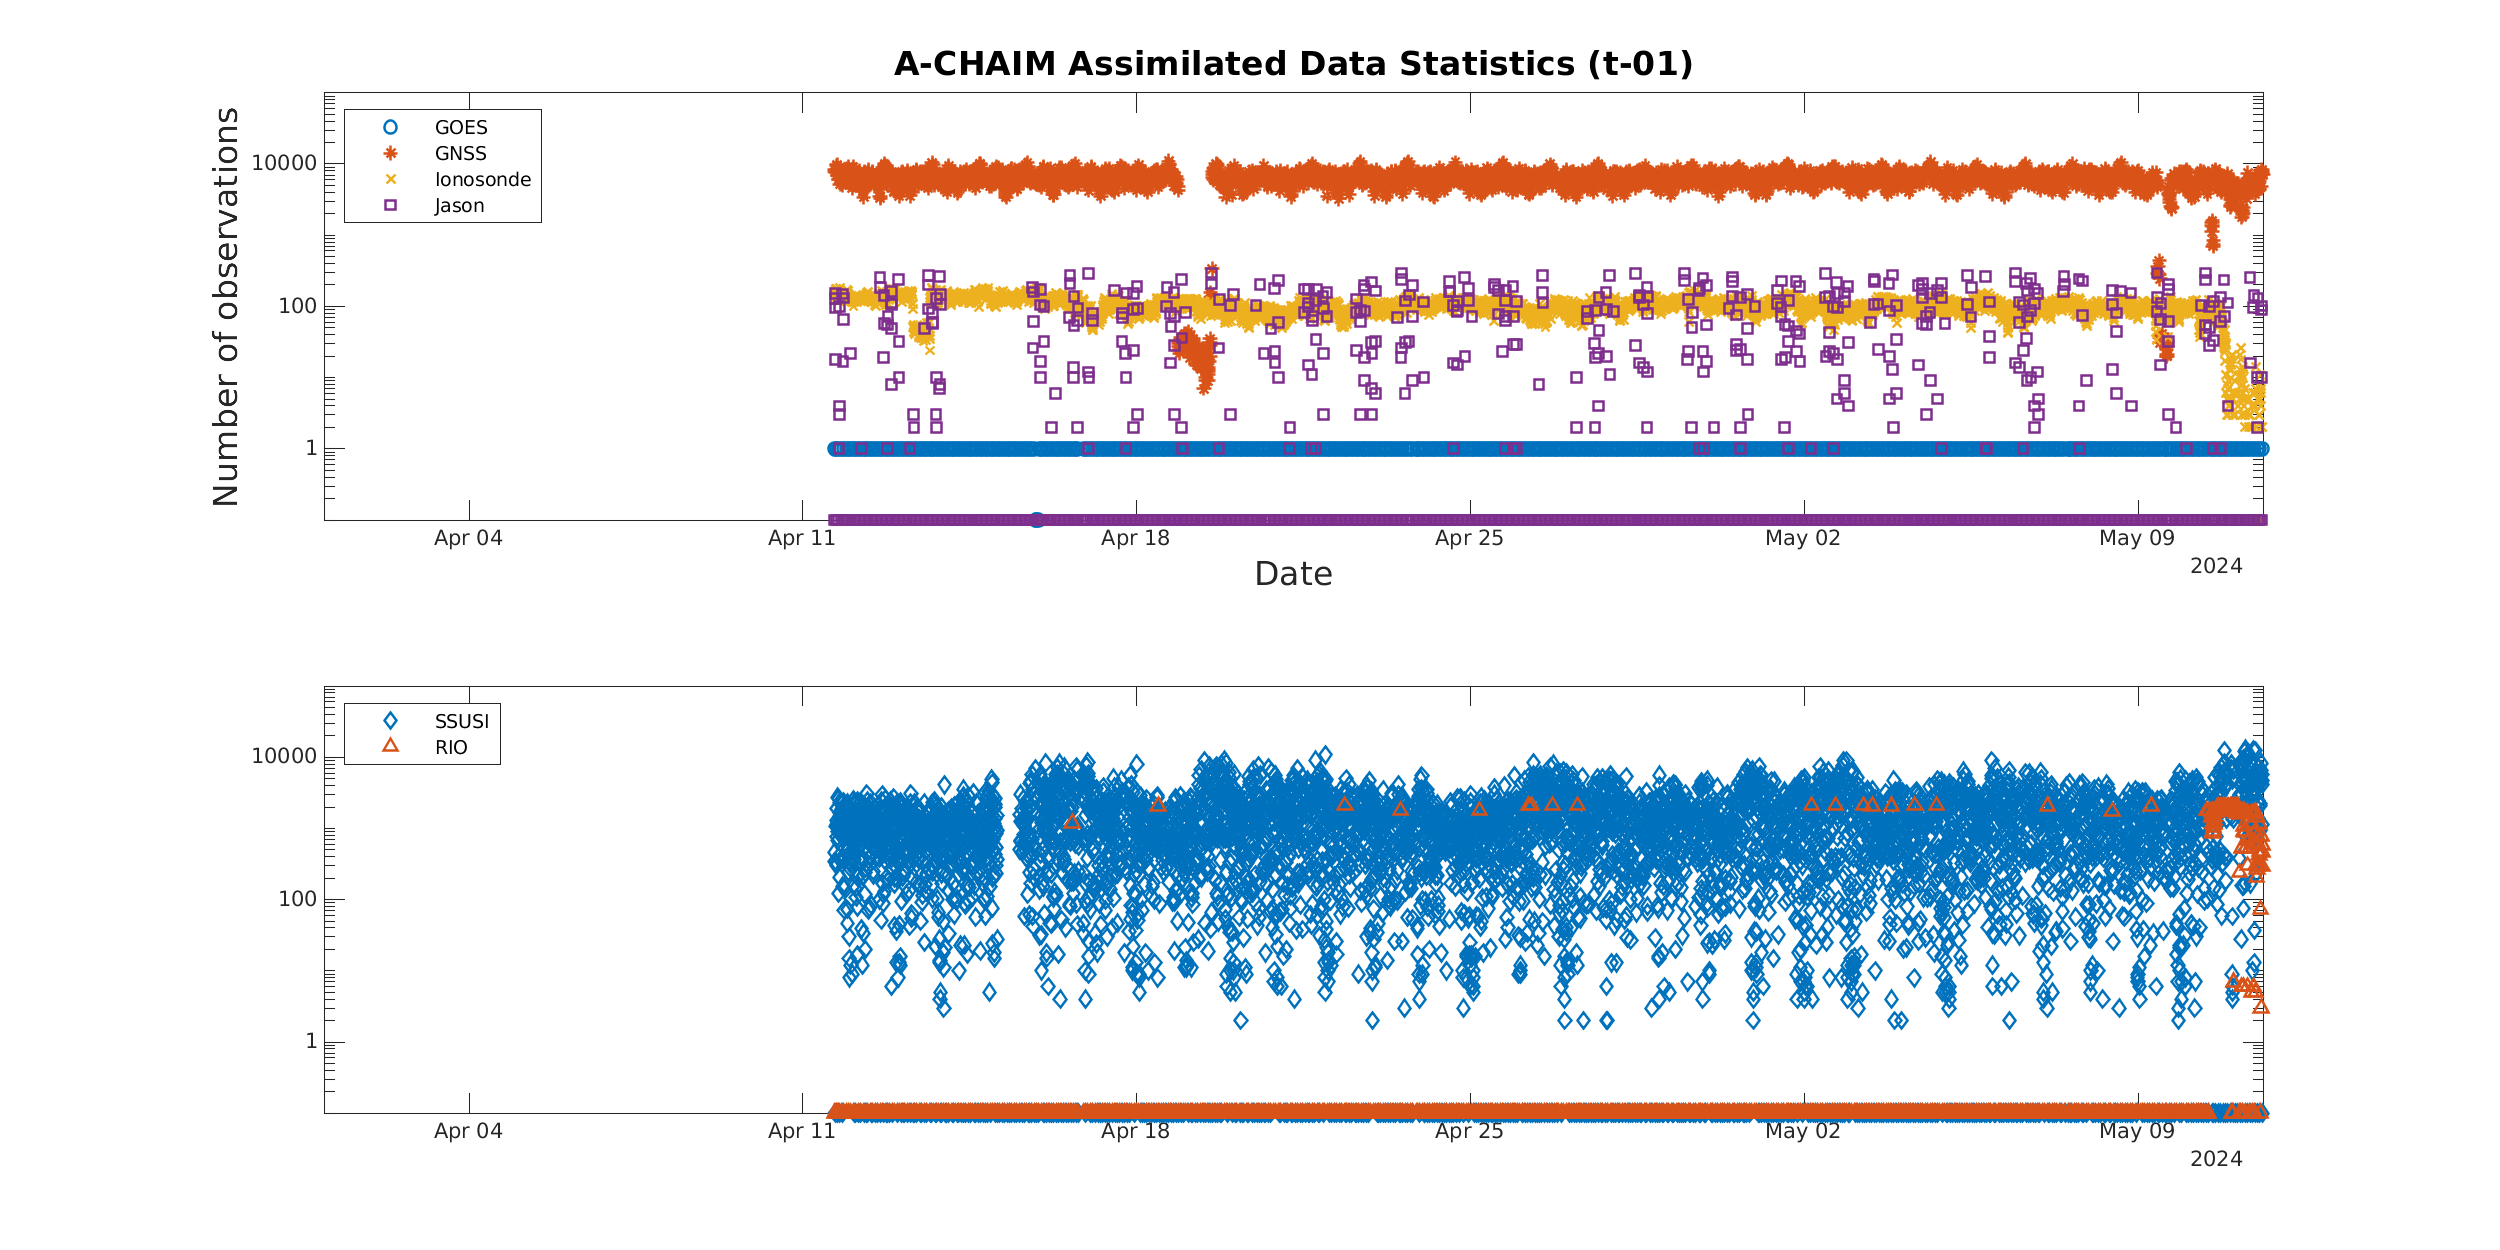 A-CHAIM Assimilated Data Statistics (t-01)
Number of observations
10000
100
1
GOES
GNSS
Ionosonde
Jason
Apr 04
Apr 11
Apr 18
Apr 25
May 02
May 09
2024
Date
10000
100
1
SSUSI
RIO
Apr 04
Apr 11
Apr 18
Apr 25
May 02
May 09
2024